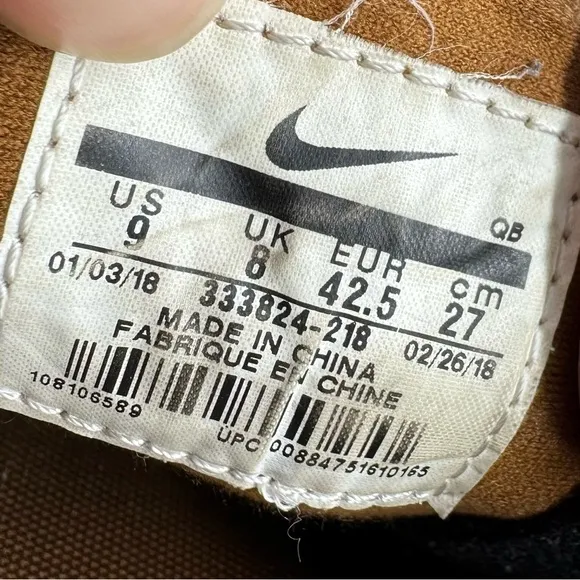 QB
US UK EUR cm
9 8 42.5 27
01/03/18 333824-218 02/26/18
MADE IN CHINA
FABRIQUE EN CHINE
108106589
UPC 00884751610165